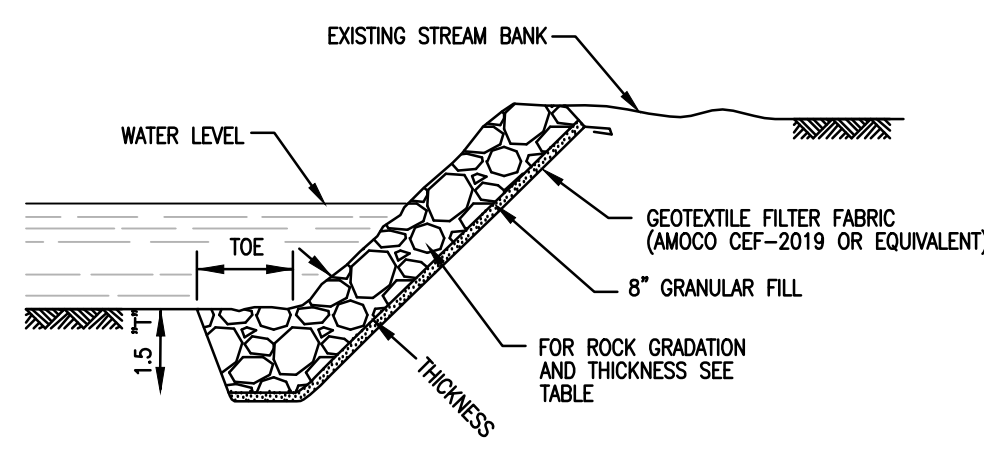 EXISTING STREAM BANK
WATER LEVEL
TOE
GEOTEXTILE FILTER FABRIC
(AMOCO CEF-2019 OR EQUIVALENT)
8" GRANULAR FILL
1.5 "T"
THICKNESS
FOR ROCK GRADATION
AND THICKNESS SEE
TABLE